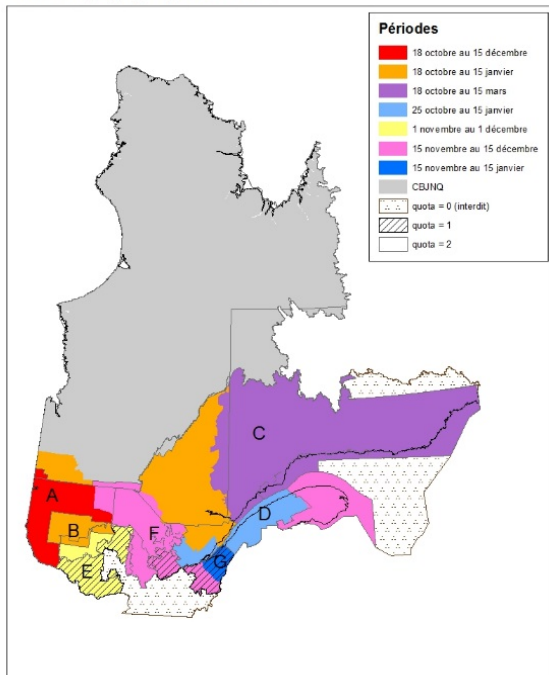 Périodes
18 octobre au 15 décembre
18 octobre au 15 janvier
18 octobre au 15 mars
25 octobre au 15 janvier
1 novembre au 1 décembre
15 novembre au 15 décembre
15 novembre au 15 janvier
CBJNQ
quota = 0 (interdit)
quota = 1
quota = 2
C
A
D
B
F
G
E